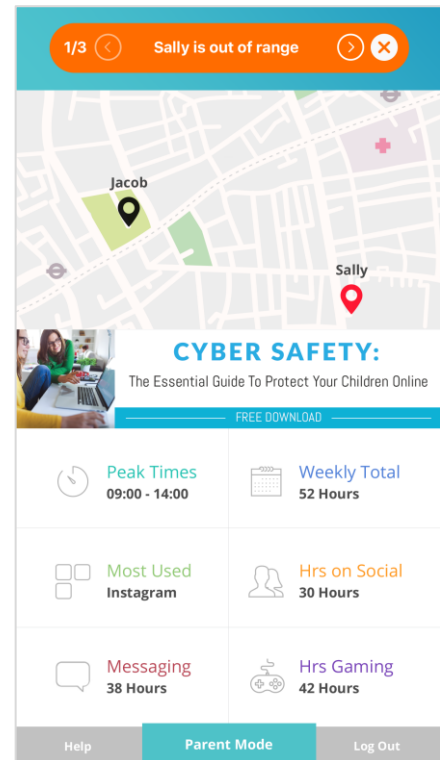 1/3 Sally is out of range
Jacob
Sally
CYBER SAFETY:
The Essential Guide To Protect Your Children Online
FREE DOWNLOAD
Peak Times
09:00 - 14:00
Weekly Total
52 Hours
Most Used
Instagram
Hrs on Social
30 Hours
Messaging
38 Hours
Hrs Gaming
42 Hours
Help Parent Mode Log Out